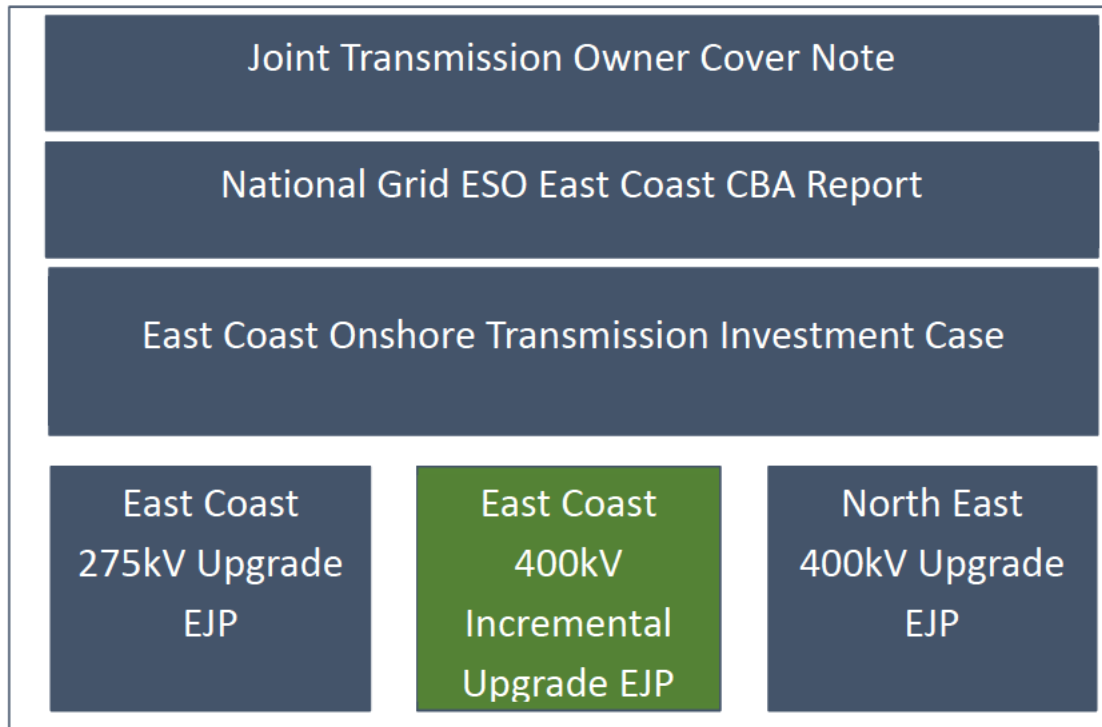 Joint Transmission Owner Cover Note
National Grid ESO East Coast CBA Report
East Coast Onshore Transmission Investment Case
East Coast
275kV Upgrade
EJP
East Coast
400kV
Incremental
Upgrade EJP
North East
400kV Upgrade
EJP